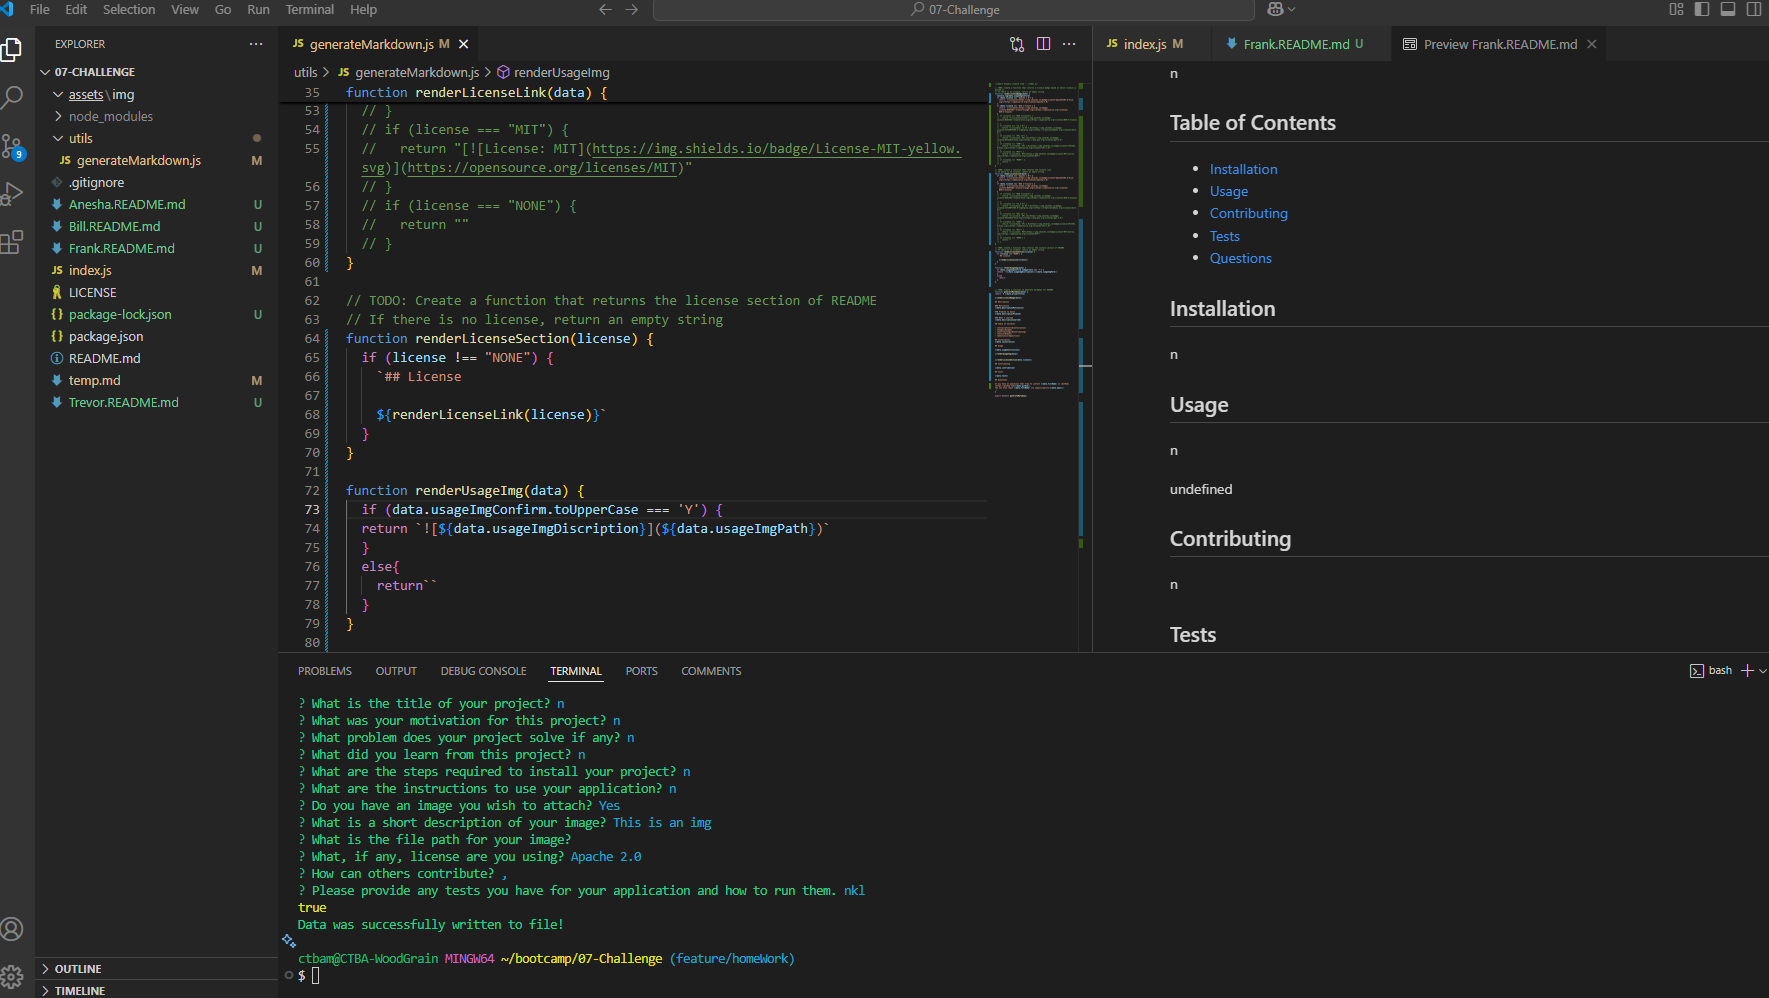 File Edit Selection View Go Run Terminal Help
07-Challenge
EXPLORER
07-CHALLENGE
assets\img
node_modules
utils
JS generateMarkdown.js M
.gitignore
Anesha.README.md U
Bill.README.md U
Frank.README.md U
JS index.js M
LICENSE
{} package-lock.json U
{} package.json
README.md
temp.md M
Trevor.README.md U
OUTLINE
TIMELINE
9
JS generateMarkdown.js M
utils > JS generateMarkdown.js > renderUsageImg
35 function renderLicenseLink(data) {
53 // }
54 // if (license === "MIT") {
55 //   return "[![License: MIT](https://img.shields.io/badge/License-MIT-yellow.
svg)](https://opensource.org/licenses/MIT)"
56 // }
57 // if (license === "NONE") {
58 //   return ""
59 // }
60 }
61
62 // TODO: Create a function that returns the license section of README
63 // If there is no license, return an empty string
64 function renderLicenseSection(license) {
65 if (license !== "NONE") {
66 `## License
67
68 ${renderLicenseLink(license)}`
69 }
70 }
71
72 function renderUsageImg(data) {
73 if (data.usageImgConfirm.toUpperCase === 'Y') {
74 return `![${data.usageImgDiscription}](${data.usageImgPath})`
75 }
76 else{
77 return``
78 }
79 }
80
JS index.js M
Frank.README.md U
Preview Frank.README.md
n
Table of Contents
• Installation
• Usage
• Contributing
• Tests
• Questions
Installation
n
Usage
n
undefined
Contributing
n
Tests
PROBLEMS OUTPUT DEBUG CONSOLE TERMINAL PORTS COMMENTS
bash
? What is the title of your project? n
? What was your motivation for this project? n
? What problem does your project solve if any? n
? What did you learn from this project? n
? What are the steps required to install your project? n
? What are the instructions to use your application? n
? Do you have an image you wish to attach? Yes
? What is a short description of your image? This is an img
? What is the file path for your image?
? What, if any, license are you using? Apache 2.0
? How can others contribute? ,
? Please provide any tests you have for your application and how to run them. nkl
true
Data was successfully written to file!
ctbam@CTBA-WoodGrain MINGW64 ~/bootcamp/07-Challenge (feature/homeWork)
$